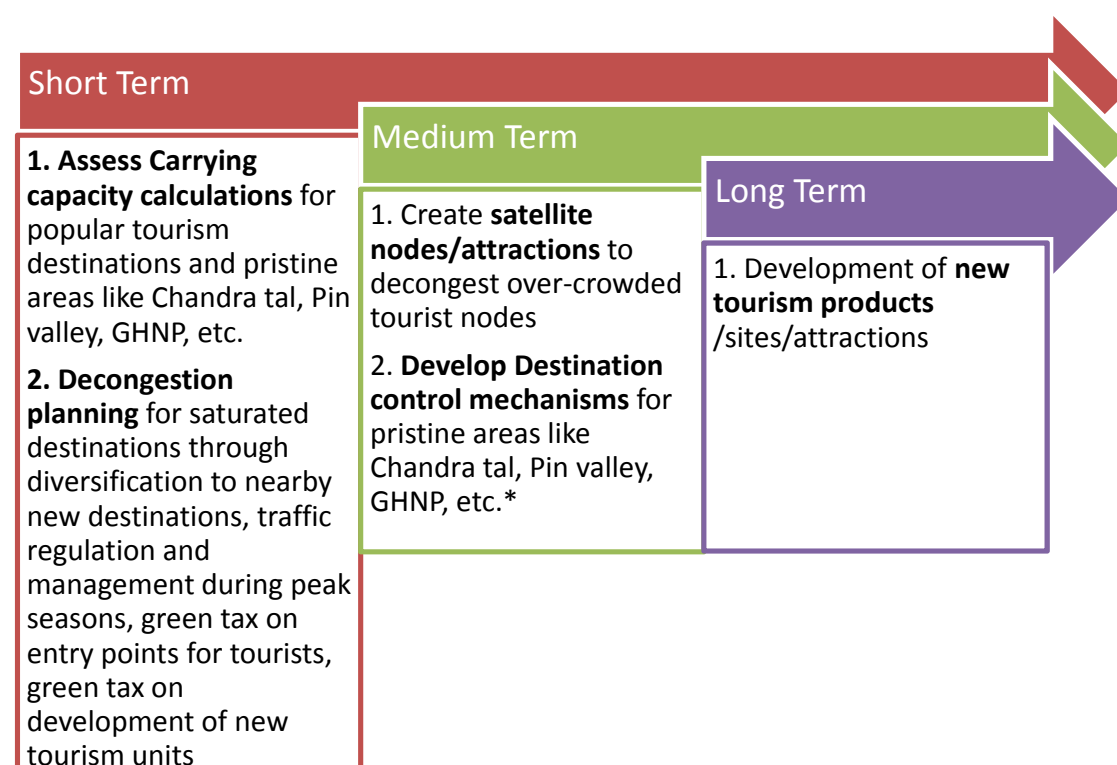 Short Term
1. Assess Carrying
capacity calculations for
popular tourism
destinations and pristine
areas like Chandra tal, Pin
valley, GHNP, etc.
2. Decongestion
planning for saturated
destinations through
diversification to nearby
new destinations, traffic
regulation and
management during peak
seasons, green tax on
entry points for tourists,
green tax on
development of new
tourism units
Medium Term
1. Create satellite
nodes/attractions to
decongest over-crowded
tourist nodes
2. Develop Destination
control mechanisms for
pristine areas like
Chandra tal, Pin valley,
GHNP, etc.*
Long Term
1. Development of new
tourism products
/sites/attractions